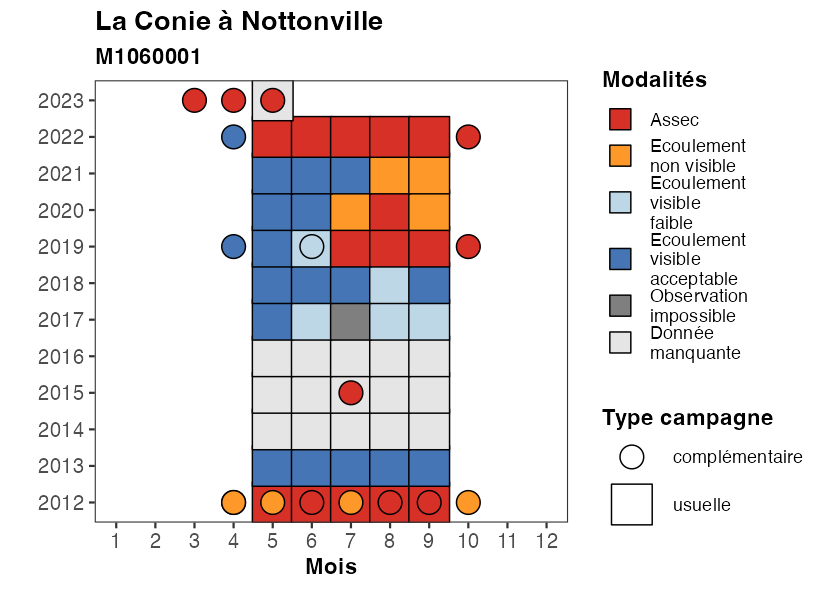 La Conie à Nottonville
M1060001
2023
2022
2021
2020
2019
2018
2017
2016
2015
2014
2013
2012
1 2 3 4 5 6 7 8 9 10 11 12
Mois
Modalités
Assec
Ecoulement
non visible
Ecoulement
visible
faible
Ecoulement
visible
acceptable
Observation
impossible
Donnée
manquante
Type campagne
complémentaire
usuelle